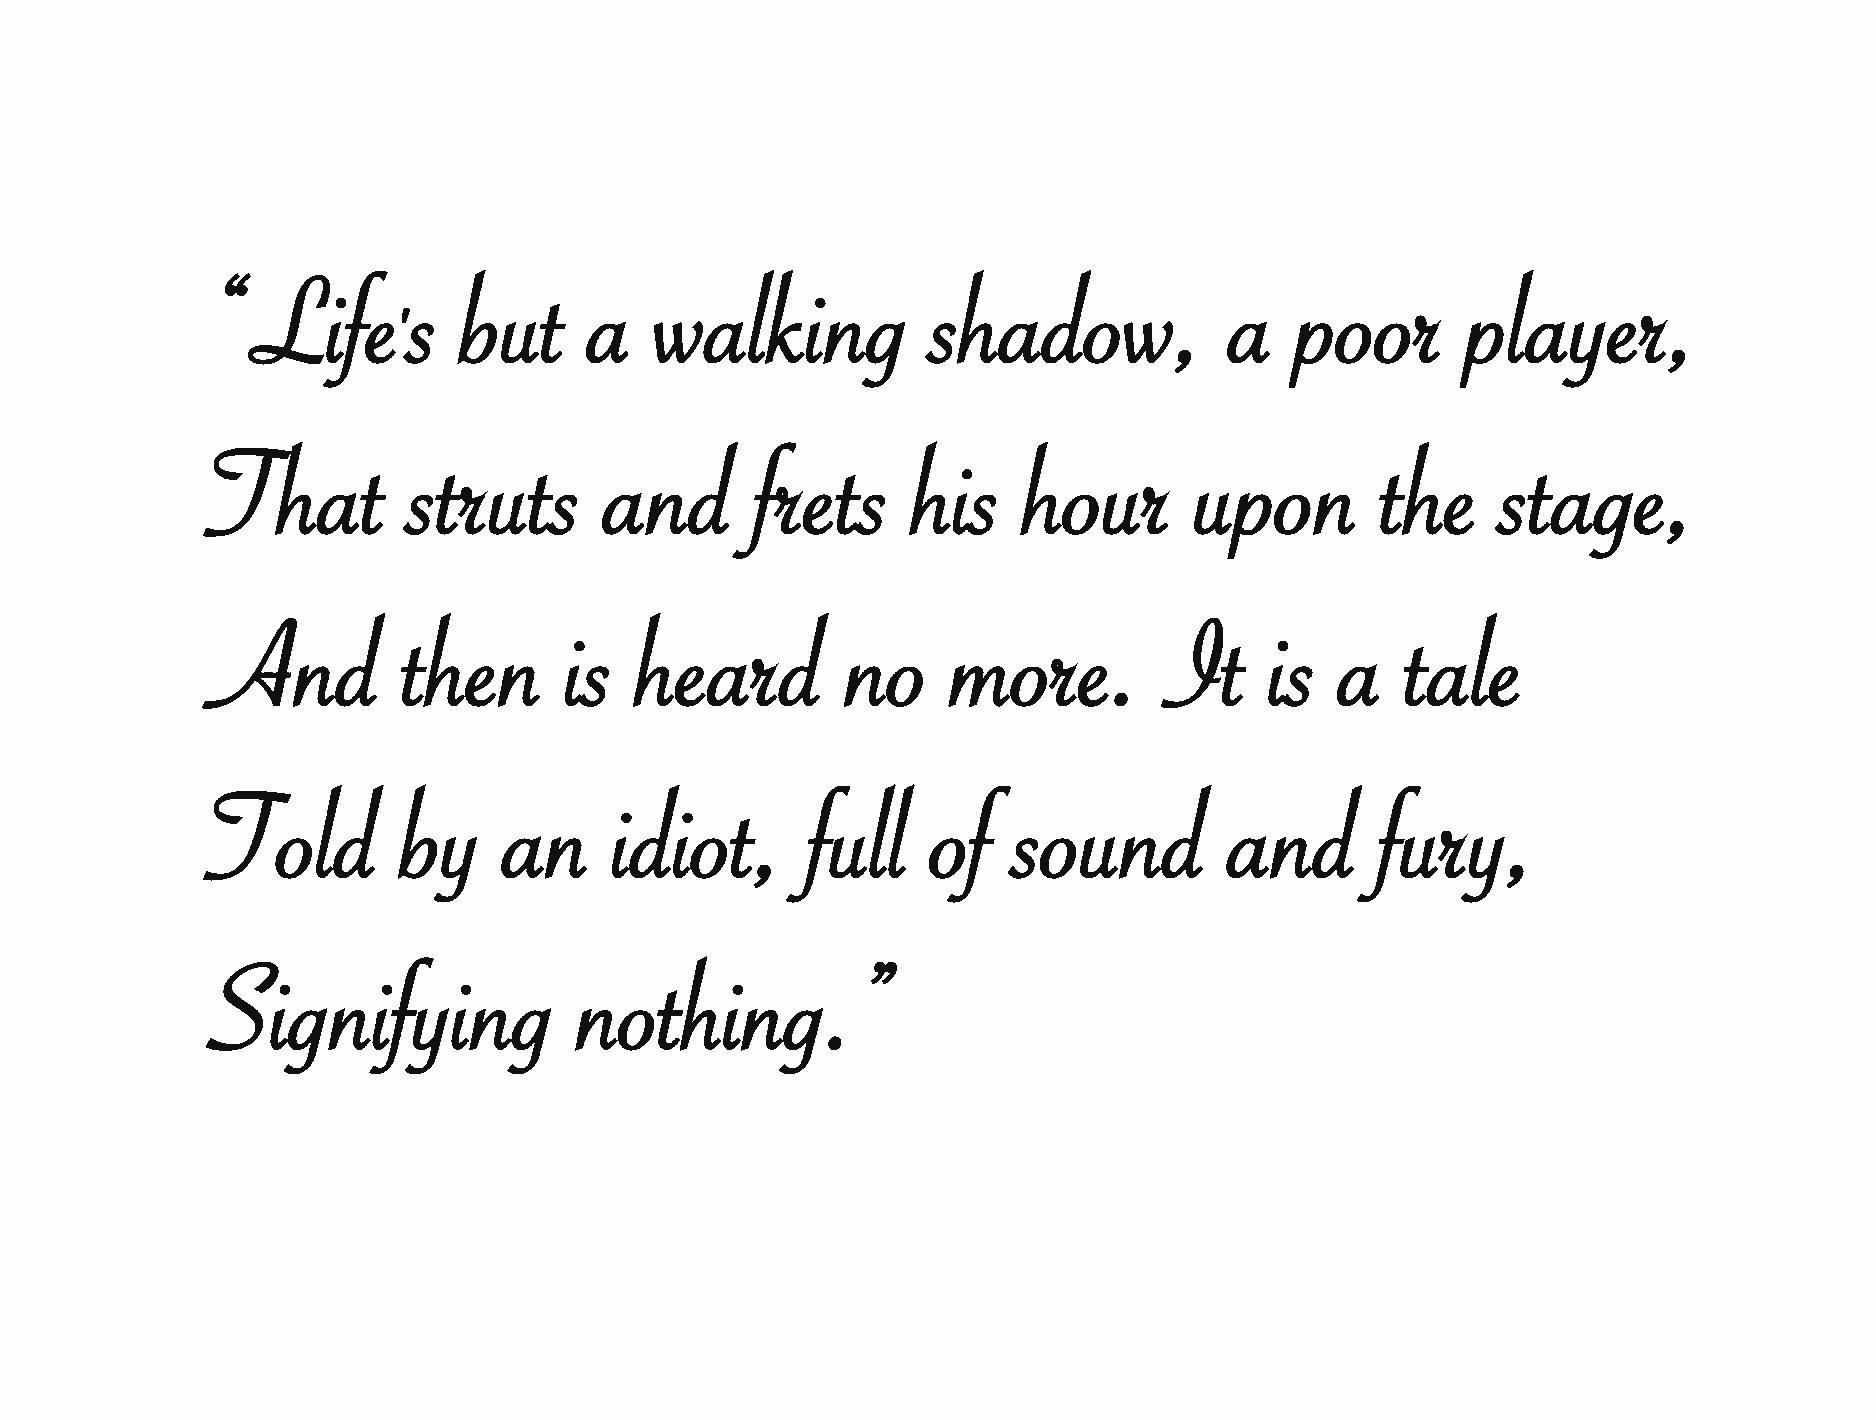 “Life's but a walking shadow, a poor player,
That struts and frets his hour upon the stage,
And then is heard no more. It is a tale
Told by an idiot, full of sound and fury,
Signifying nothing.”